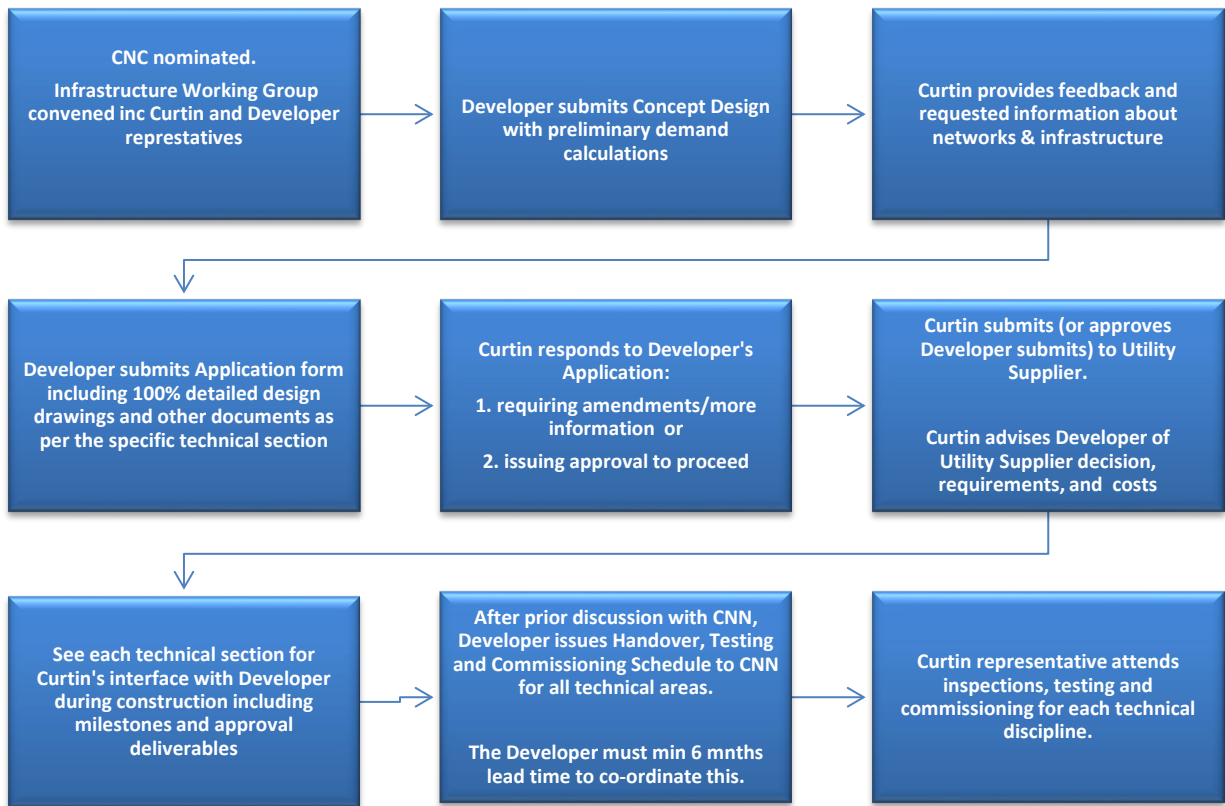 CNC nominated.
Infrastructure Working Group
convened inc Curtin and Developer
represtatives
Developer submits Concept Design
with preliminary demand
calculations
Curtin provides feedback and
requested information about
networks & infrastructure
Developer submits Application form
including 100% detailed design
drawings and other documents as
per the specific technical section
Curtin responds to Developer's
Application:
1. requiring amendments/more
information or
2. issuing approval to proceed
Curtin submits (or approves
Developer submits) to Utility
Supplier.
Curtin advises Developer of
Utility Supplier decision,
requirements, and costs
See each technical section for
Curtin's interface with Developer
during construction including
milestones and approval
deliverables
After prior discussion with CNN,
Developer issues Handover, Testing
and Commissioning Schedule to CNN
for all technical areas.
The Developer must min 6 mnths
lead time to co-ordinate this.
Curtin representative attends
inspections, testing and
commissioning for each technical
discipline.